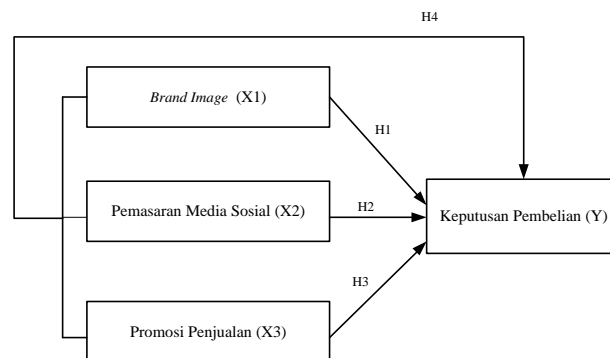 H4
Brand Image (X1)
H1
Pemasaran Media Sosial (X2)
H2
Keputusan Pembelian (Y)
H3
Promosi Penjualan (X3)